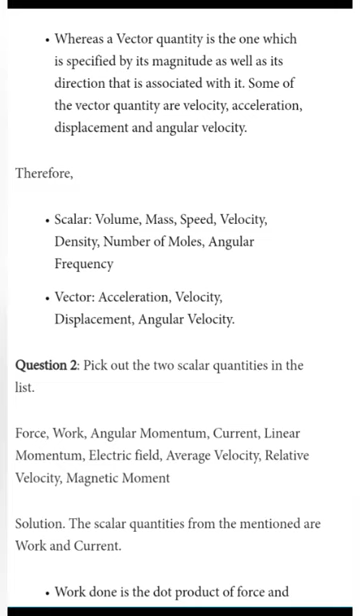 • Whereas a Vector quantity is the one which
is specified by its magnitude as well as its
direction that is associated with it. Some of
the vector quantity are velocity, acceleration,
displacement and angular velocity.
Therefore,
• Scalar: Volume, Mass, Speed, Velocity,
Density, Number of Moles, Angular
Frequency
• Vector: Acceleration, Velocity,
Displacement, Angular Velocity.
Question 2: Pick out the two scalar quantities in the
list.
Force, Work, Angular Momentum, Current, Linear
Momentum, Electric field, Average Velocity, Relative
Velocity, Magnetic Moment
Solution. The scalar quantities from the mentioned are
Work and Current.
• Work done is the dot product of force and